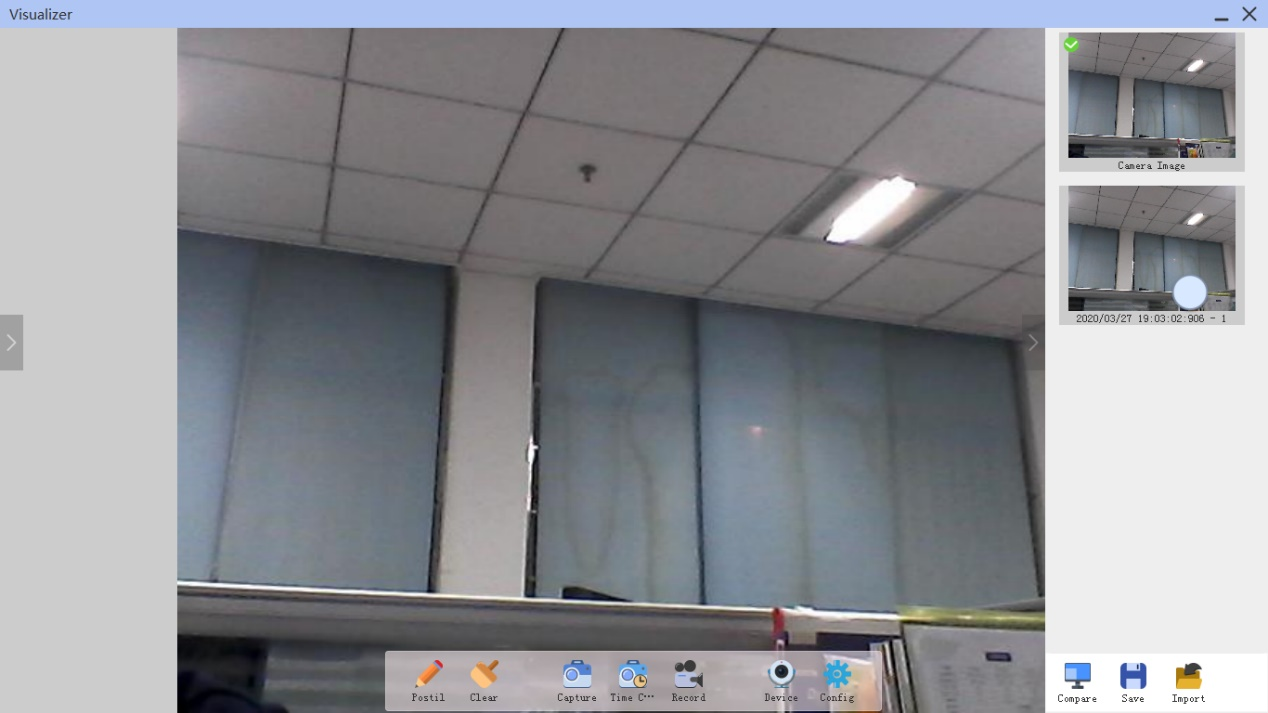 Visualizer
Camera Image
2020/03/27 19:03:02:906 - 1
Postil
Clear
Capture
Time C···
Record
Device
Config
Compare
Save
Import